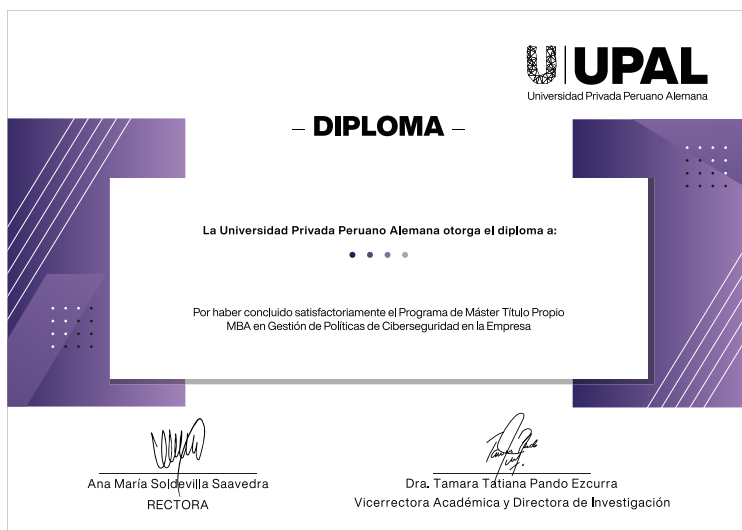 UPAL
Universidad Privada Peruano Alemana
– DIPLOMA –
La Universidad Privada Peruano Alemana otorga el diploma a:
Por haber concluido satisfactoriamente el Programa de Máster Título Propio
MBA en Gestión de Políticas de Ciberseguridad en la Empresa
Ana María Soldevilla Saavedra
RECTORA
Dra. Tamara Tatiana Pando Ezcurra
Vicerrectora Académica y Directora de Investigación